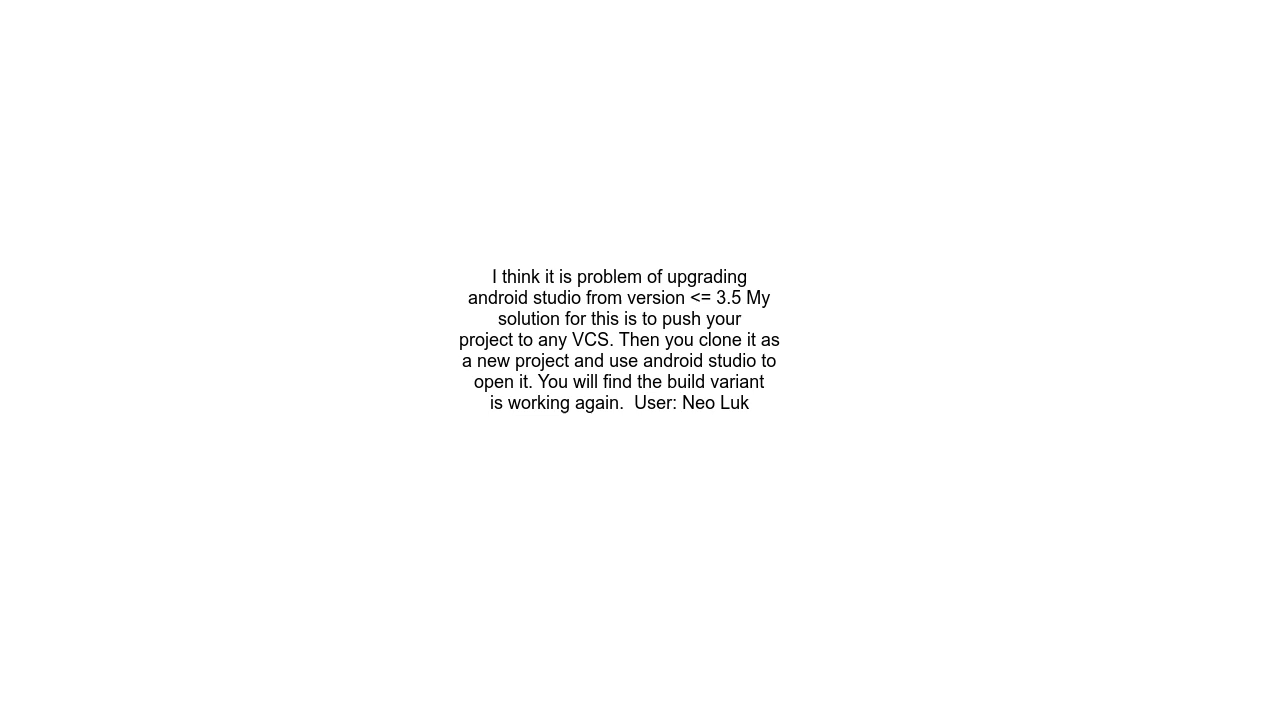 I think it is problem of upgrading
android studio from version <= 3.5 My
solution for this is to push your
project to any VCS. Then you clone it as
a new project and use android studio to
open it. You will find the build variant
is working again.  User: Neo Luk